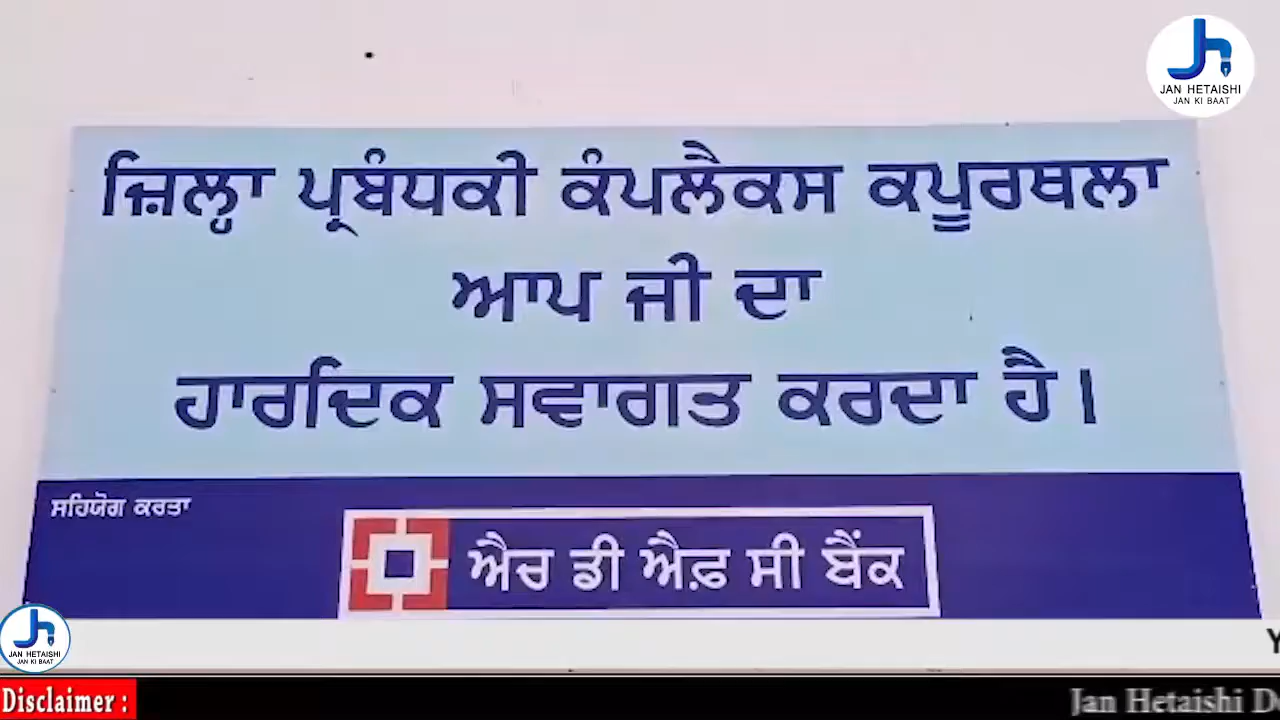 JAN HETAISHI
JAN KI BAAT
ਜ਼ਿਲ੍ਹਾ ਪ੍ਰਬੰਧਕੀ ਕੰਪਲੈਕਸ ਕਪੂਰਥਲਾ
ਆਪ ਜੀ ਦਾ
ਹਾਰਦਿਕ ਸਵਾਗਤ ਕਰਦਾ ਹੈ।
ਸਹਿਯੋਗ ਕਰਤਾ
ਐਚ ਡੀ ਐਫ਼ ਸੀ ਬੈਂਕ
JAN HETAISHI
JAN KI BAAT
Disclaimer :
Jan Hetaishi